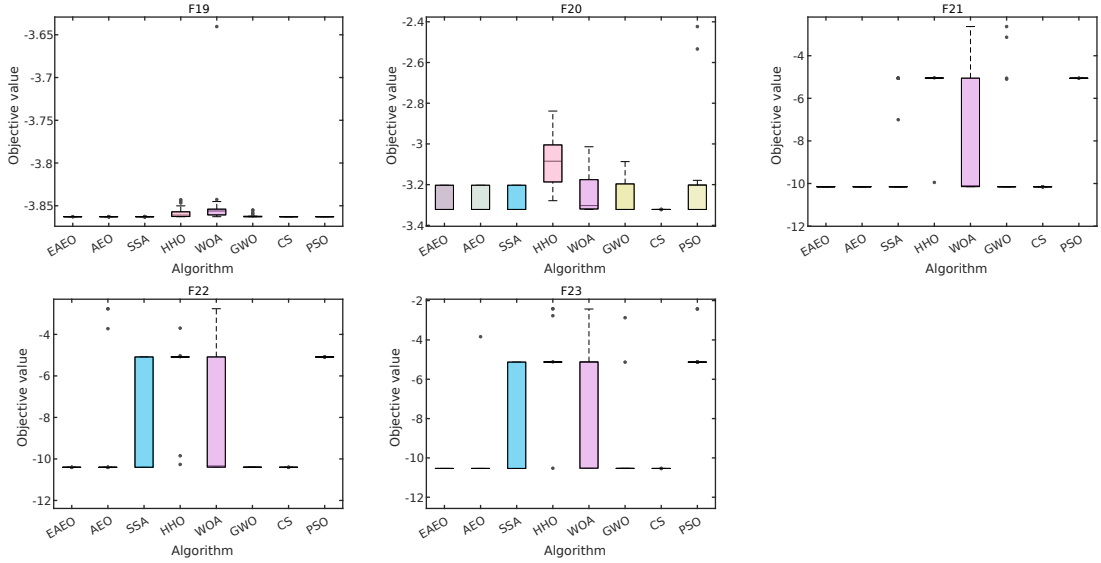 F19
-3.65
-3.7
-3.75
-3.8
-3.85
Objective value
EAEO AEO SSA HHO WOA GWO CS PSO
Algorithm
F20
-2.4
-2.6
-2.8
-3
-3.2
-3.4
Objective value
EAEO AEO SSA HHO WOA GWO CS PSO
Algorithm
F21
-4
-6
-8
-10
-12
Objective value
EAEO AEO SSA HHO WOA GWO CS PSO
Algorithm
F22
-4
-6
-8
-10
-12
Objective value
EAEO AEO SSA HHO WOA GWO CS PSO
Algorithm
F23
-2
-4
-6
-8
-10
-12
Objective value
EAEO AEO SSA HHO WOA GWO CS PSO
Algorithm